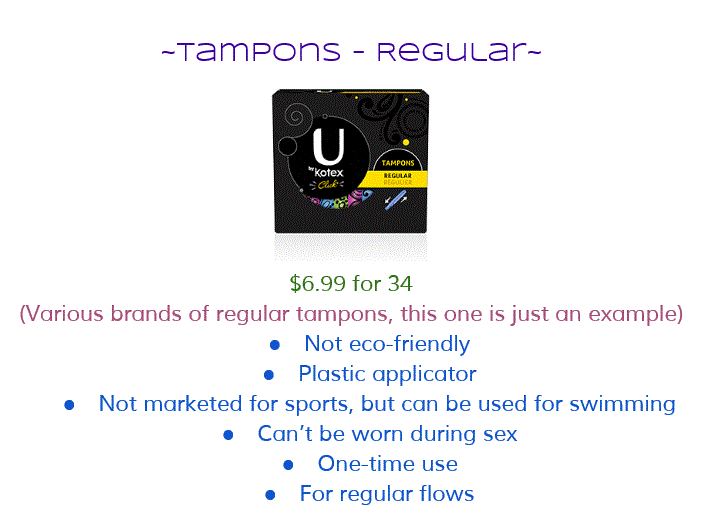 ~Tampons - Regular~
U
by Kotex
Click
TAMPONS
REGULAR
REGULIER
$6.99 for 34
(Various brands of regular tampons, this one is just an example)
● Not eco-friendly
● Plastic applicator
● Not marketed for sports, but can be used for swimming
● Can’t be worn during sex
● One-time use
● For regular flows